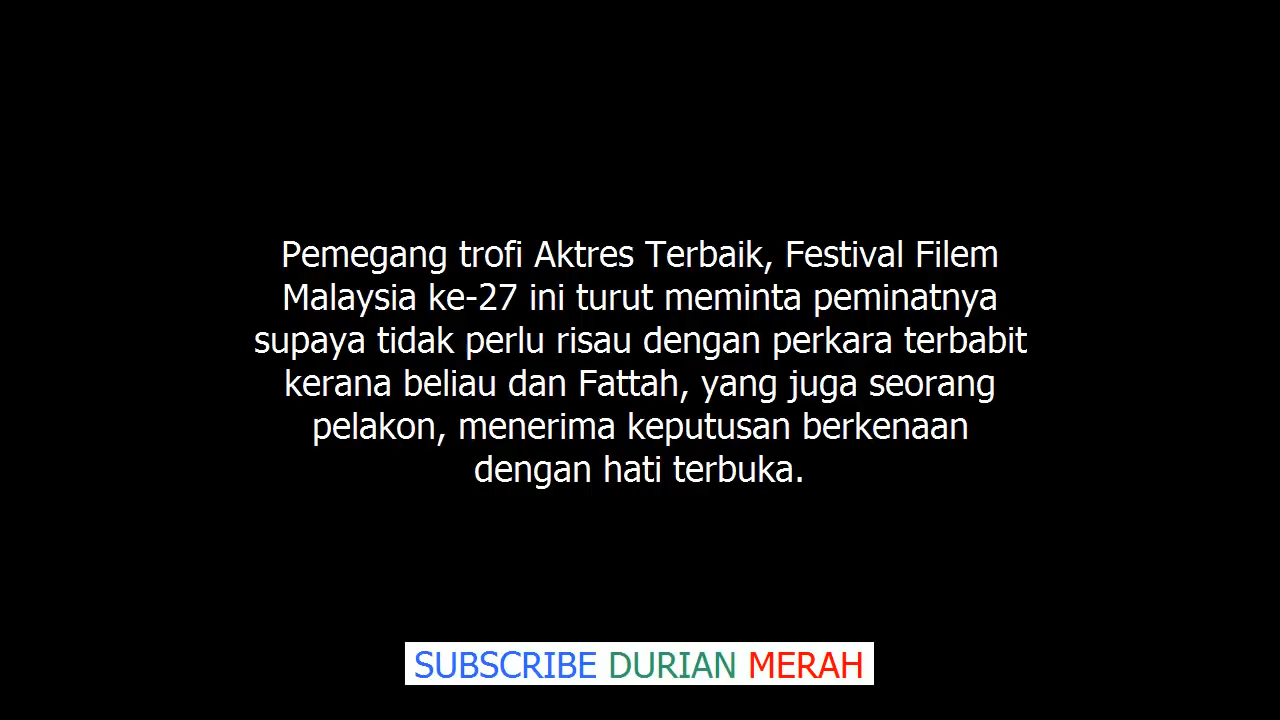 Pemegang trofi Aktres Terbaik, Festival Filem
Malaysia ke-27 ini turut meminta peminatnya
supaya tidak perlu risau dengan perkara terbabit
kerana beliau dan Fattah, yang juga seorang
pelakon, menerima keputusan berkenaan
dengan hati terbuka.
SUBSCRIBE DURIAN MERAH